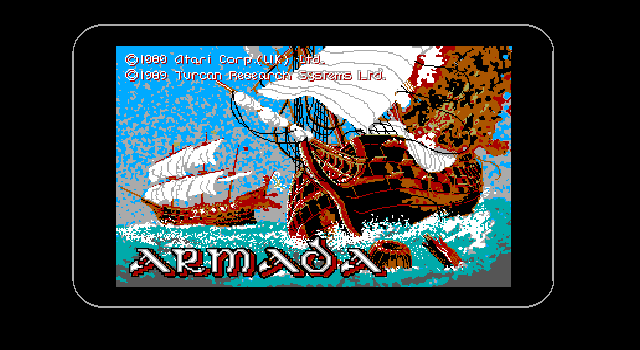 ©1989 Atari Corp.(UK) Ltd.
©1989 Turcan Research Systems Ltd.
ARMADA